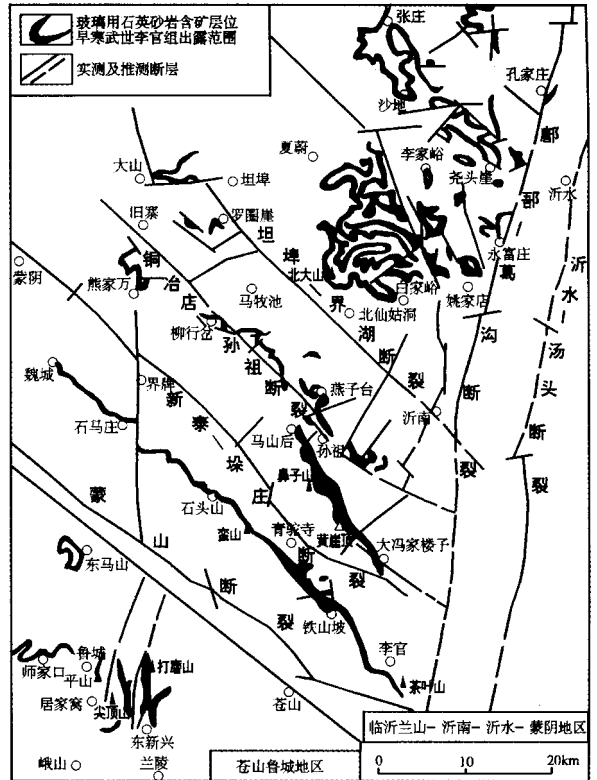 玻璃用石英砂岩含矿层位
早寒武世李官组出露范围
实测及推测断层
张庄
孔家庄
沙地
夏蔚
李家峪
尧头崖
鄌郚葛沟断裂
大山
坦埠
沂水
旧寨
罗圈崖
坦埠界湖断裂
永富庄
沂水汤头断裂
蒙阴
铜冶店孙祖断裂
北大山
白家峪
姚家店
熊家万
马牧池
北仙姑洞
柳行岔
魏城
界牌
燕子台
沂南
新泰垛庄断裂
石马庄
马山后
孙祖
鼻子山
蒙山断裂
石头山
蛮山
青驼寺
黄崖顶
大冯家楼子
东马山
铁山坡
李官
师家口
鲁城
平山
打磨山
茶叶山
居家窝
尖顶山
苍山
东新兴
临沂兰山-沂南-沂水-蒙阴地区
峨山
兰陵
苍山鲁城地区
0 10 20km